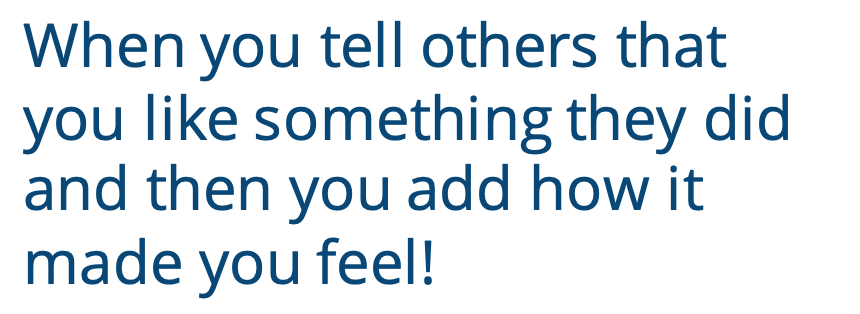 When you tell others that
you like something they did
and then you add how it
made you feel!